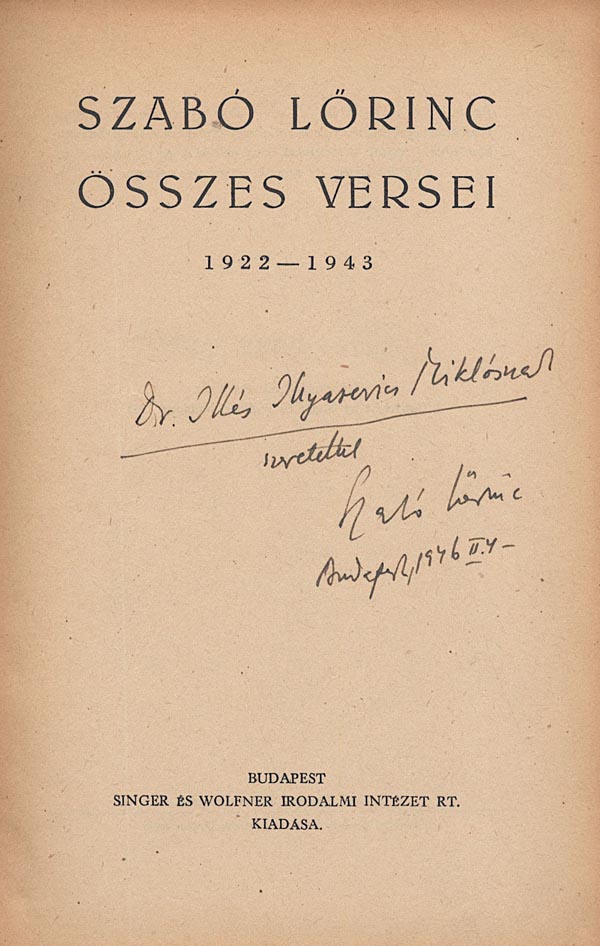 SZABÓ LŐRINC
ÖSSZES VERSEI
1922—1943
Dr. Illés Illyasevics Miklósnak
szeretettel
Szabó Lőrinc
Budapest, 1946 II. 4-
BUDAPEST
SINGER ÉS WOLFNER IRODALMI INTÉZET RT.
KIADÁSA.